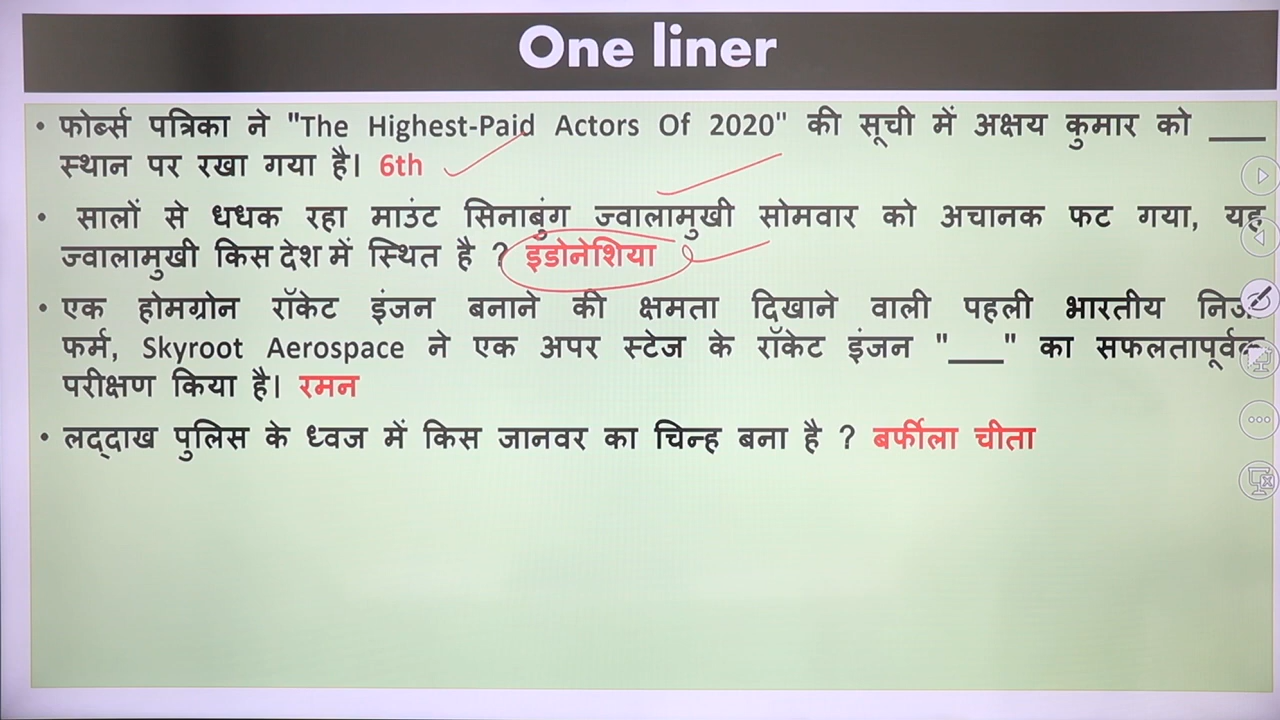 One liner
• फोर्ब्स पत्रिका ने "The Highest-Paid Actors Of 2020" की सूची में अक्षय कुमार को ____
स्थान पर रखा गया है। 6th
• सालों से धधक रहा माउंट सिनाबुंग ज्वालामुखी सोमवार को अचानक फट गया, यह
ज्वालामुखी किस देश में स्थित है ? इंडोनेशिया
• एक होमग्रोन रॉकेट इंजन बनाने की क्षमता दिखाने वाली पहली भारतीय निजी
फर्म, Skyroot Aerospace ने एक अपर स्टेज के रॉकेट इंजन "____" का सफलतापूर्वक
परीक्षण किया है। रमन
• लद्दाख पुलिस के ध्वज में किस जानवर का चिन्ह बना है ? बर्फीला चीता